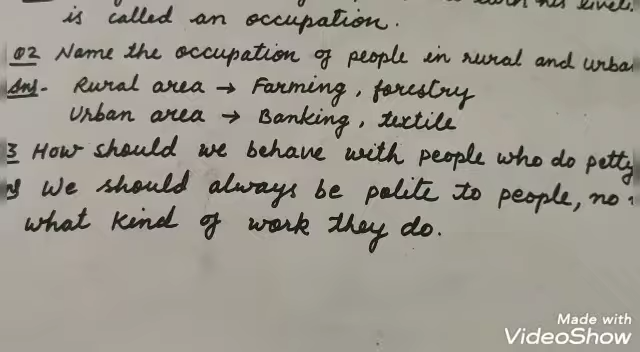 is called an occupation.
Q2 Name the occupation of people in rural and urba
Ans- Rural area → Farming, forestry
Urban area → Banking, textile
3 How should we behave with people who do petty
We should always be polite to people, no
what kind of work they do.
Made with
VideoShow